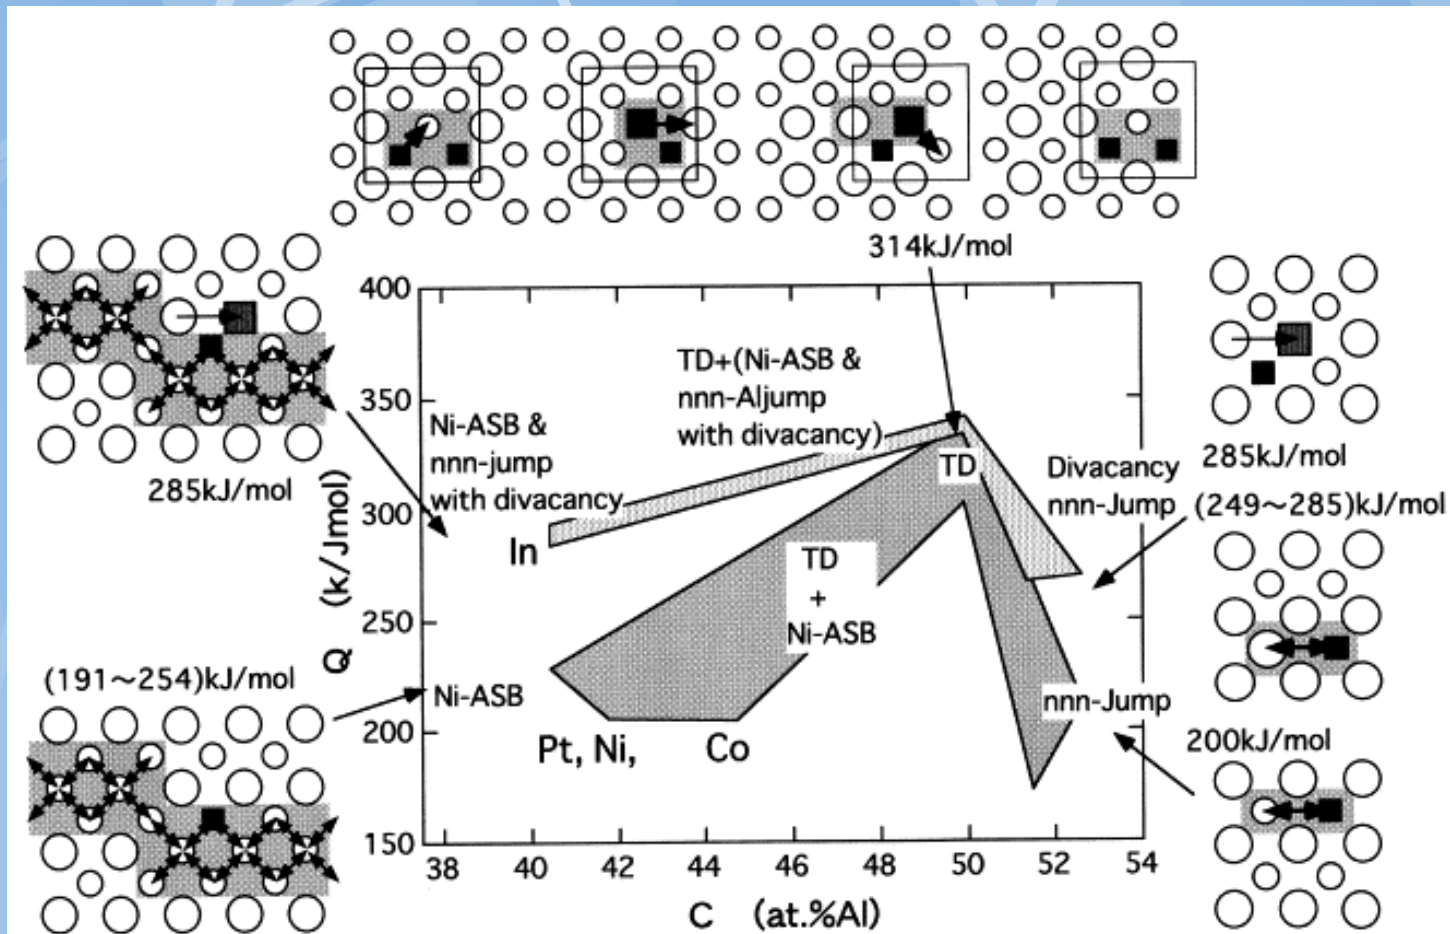 314kJ/mol
285kJ/mol
285kJ/mol
(249~285)kJ/mol
(191~254)kJ/mol
200kJ/mol
400
350
300
250
200
150
Q (k/Jmol)
TD+(Ni-ASB &
nnn-Aljump
with divacancy)
Ni-ASB &
nnn-jump
with divacancy
In
TD
Divacancy
nnn-Jump
TD
+
Ni-ASB
Ni-ASB
nnn-Jump
Pt, Ni,
Co
38
40
42
44
46
48
50
52
54
C (at.%Al)